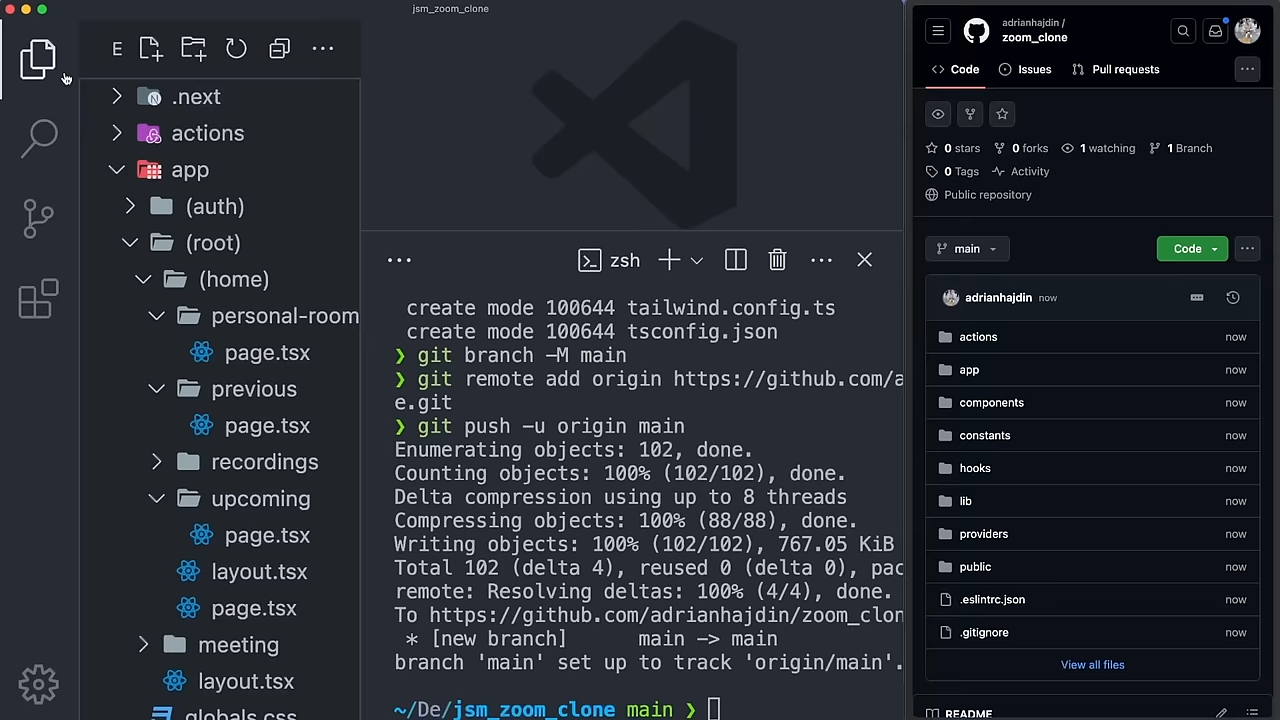 jsm_zoom_clone
E
.next
actions
app
(auth)
(root)
(home)
personal-room
page.tsx
previous
page.tsx
recordings
upcoming
page.tsx
layout.tsx
page.tsx
meeting
layout.tsx
globals.css
zsh
create mode 100644 tailwind.config.ts
create mode 100644 tsconfig.json
❯ git branch -M main
❯ git remote add origin https://github.com/a
e.git
❯ git push -u origin main
Enumerating objects: 102, done.
Counting objects: 100% (102/102), done.
Delta compression using up to 8 threads
Compressing objects: 100% (88/88), done.
Writing objects: 100% (102/102), 767.05 KiB
Total 102 (delta 4), reused 0 (delta 0), pac
remote: Resolving deltas: 100% (4/4), done.
To https://github.com/adrianhajdin/zoom_clon
* [new branch]      main -> main
branch 'main' set up to track 'origin/main'.
~/De/jsm_zoom_clone main ❯
adrianhajdin /
zoom_clone
Code Issues Pull requests
0 stars 0 forks 1 watching 1 Branch
0 Tags Activity
Public repository
main Code
adrianhajdin now
actions now
app now
components now
constants now
hooks now
lib now
providers now
public now
.eslintrc.json now
.gitignore now
View all files
README